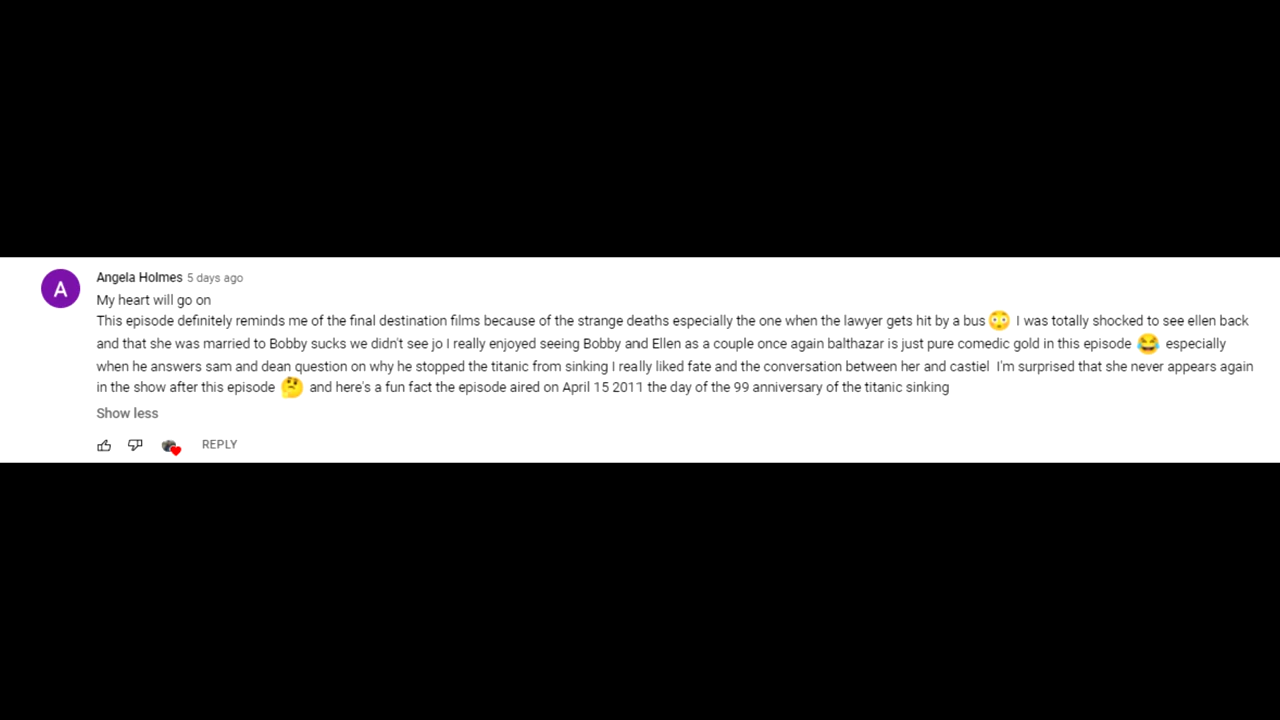 A
Angela Holmes 5 days ago
My heart will go on
This episode definitely reminds me of the final destination films because of the strange deaths especially the one when the lawyer gets hit by a bus😳 I was totally shocked to see ellen back
and that she was married to Bobby sucks we didn't see jo I really enjoyed seeing Bobby and Ellen as a couple once again balthazar is just pure comedic gold in this episode 😂 especially
when he answers sam and dean question on why he stopped the titanic from sinking I really liked fate and the conversation between her and castiel I'm surprised that she never appears again
in the show after this episode 🤔 and here's a fun fact the episode aired on April 15 2011 the day of the 99 anniversary of the titanic sinking
Show less
REPLY